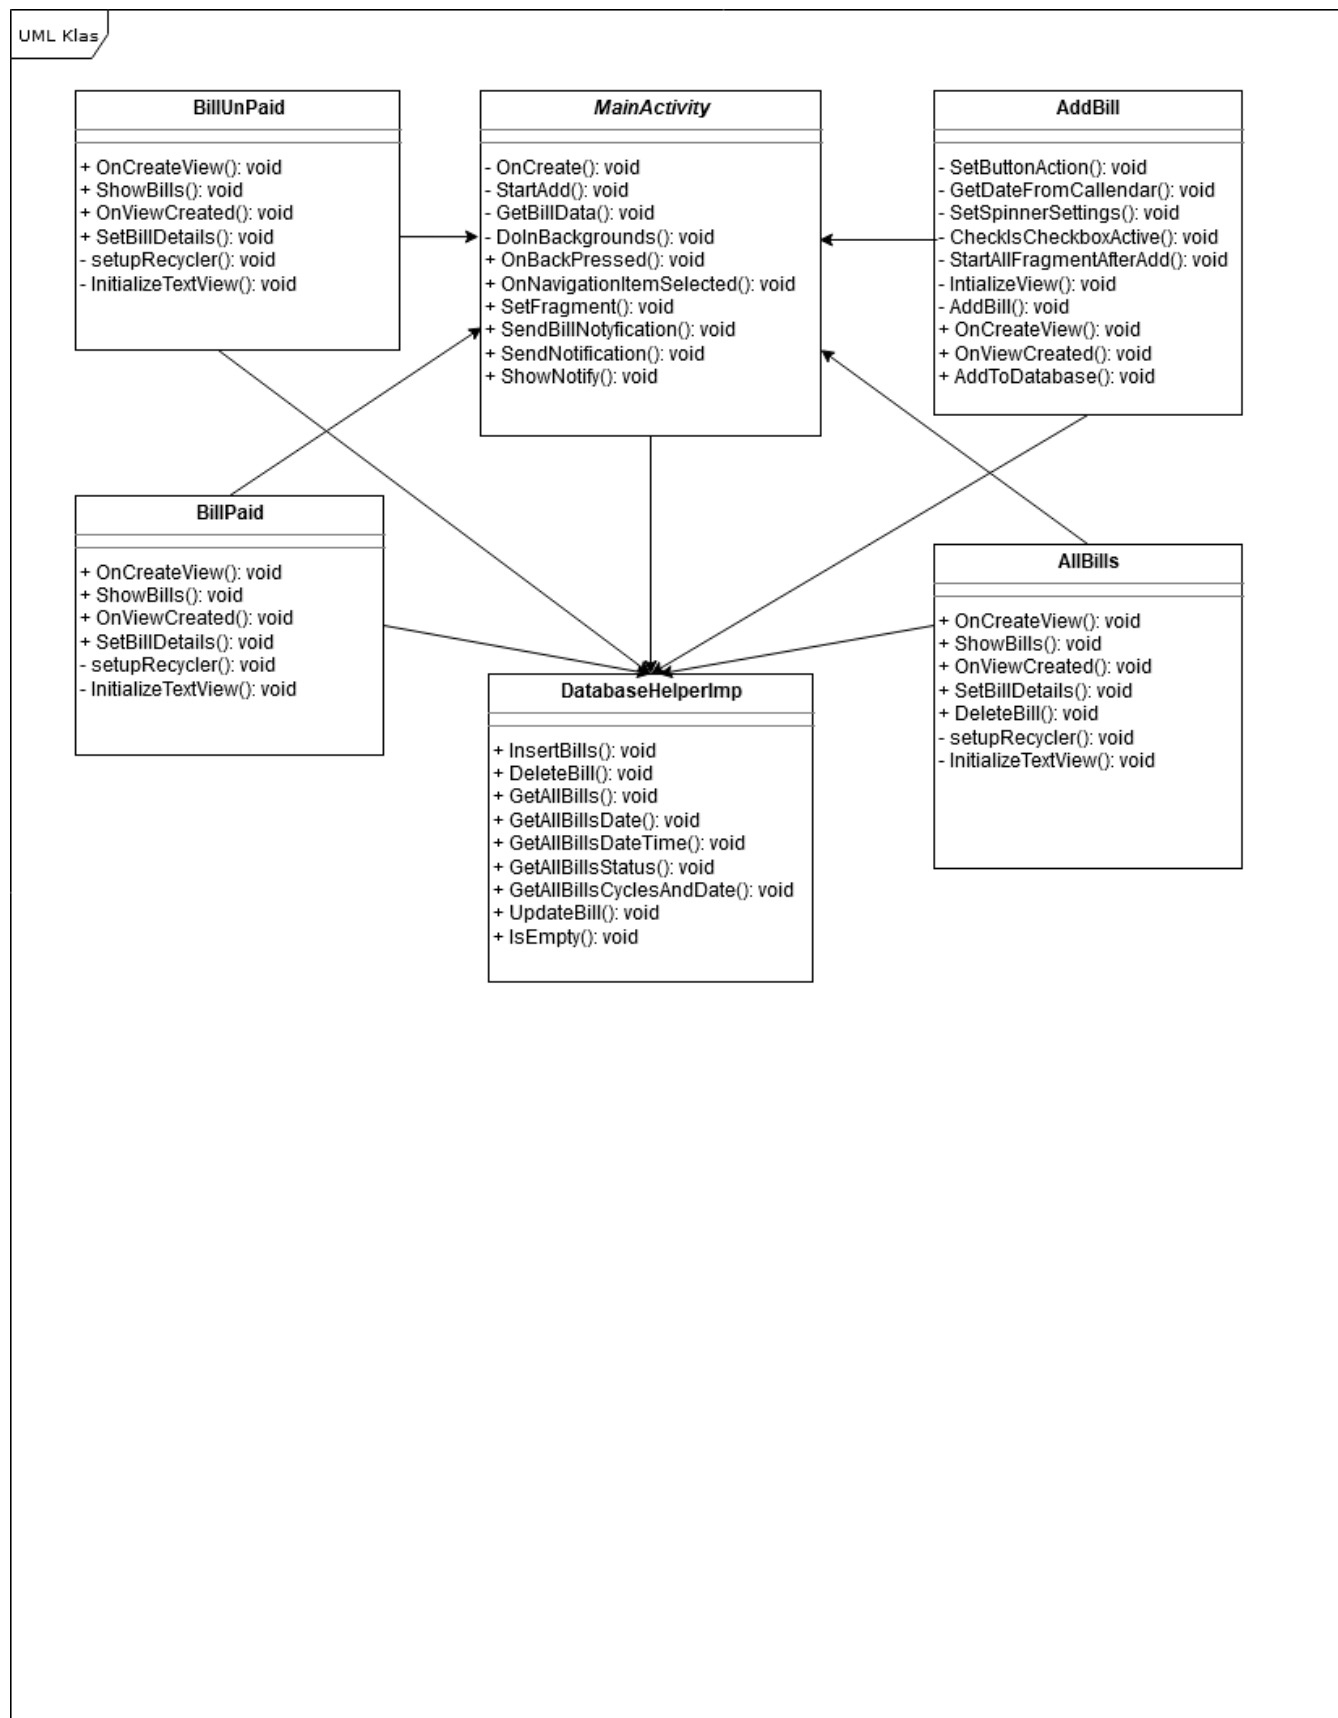 UML Klas
BillUnPaid
+ OnCreateView(): void
+ ShowBills(): void
+ OnViewCreated(): void
+ SetBillDetails(): void
- setupRecycler(): void
- InitializeTextView(): void
MainActivity
- OnCreate(): void
- StartAdd(): void
- GetBillData(): void
- DoInBackgrounds(): void
+ OnBackPressed(): void
+ OnNavigationItemSelected(): void
+ SetFragment(): void
+ SendBillNotyfication(): void
+ SendNotification(): void
+ ShowNotify(): void
AddBill
- SetButtonAction(): void
- GetDateFromCallendar(): void
- SetSpinnerSettings(): void
- CheckIsCheckboxActive(): void
- StartAllFragmentAfterAdd(): void
- IntializeView(): void
- AddBill(): void
+ OnCreateView(): void
+ OnViewCreated(): void
+ AddToDatabase(): void
BillPaid
+ OnCreateView(): void
+ ShowBills(): void
+ OnViewCreated(): void
+ SetBillDetails(): void
- setupRecycler(): void
- InitializeTextView(): void
AllBills
+ OnCreateView(): void
+ ShowBills(): void
+ OnViewCreated(): void
+ SetBillDetails(): void
+ DeleteBill(): void
- setupRecycler(): void
- InitializeTextView(): void
DatabaseHelperImp
+ InsertBills(): void
+ DeleteBill(): void
+ GetAllBills(): void
+ GetAllBillsDate(): void
+ GetAllBillsDateTime(): void
+ GetAllBillsStatus(): void
+ GetAllBillsCyclesAndDate(): void
+ UpdateBill(): void
+ IsEmpty(): void